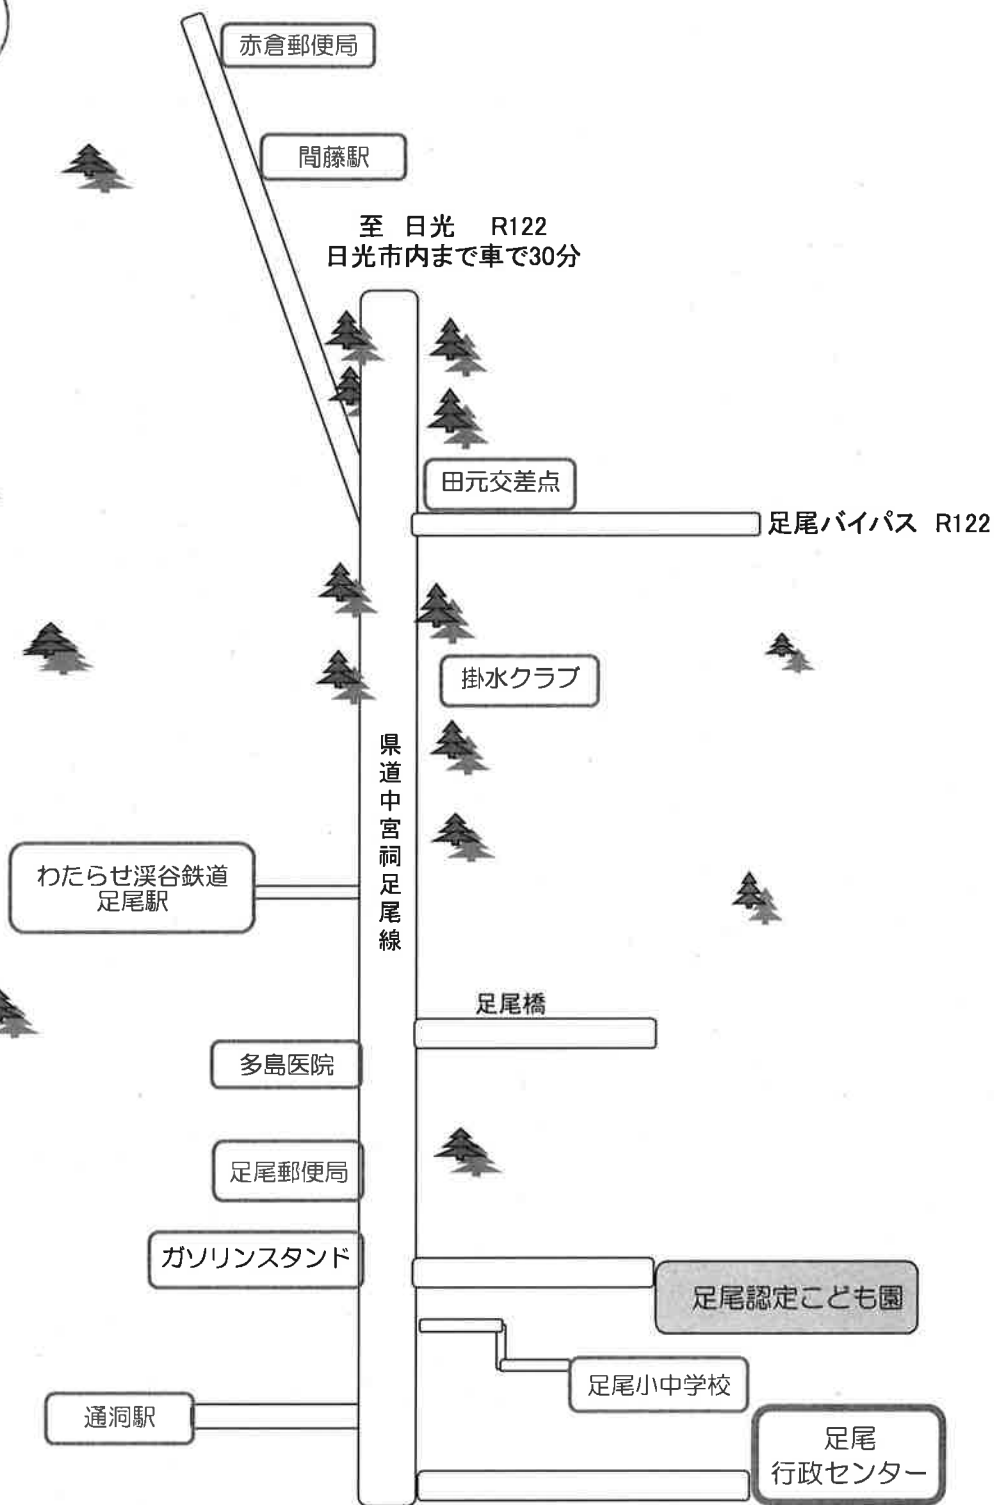 赤倉郵便局
間藤駅
至 日光 R122
日光市内まで車で30分
田元交差点
足尾バイパス R122
掛水クラブ
県道中宮祠足尾線
わたらせ渓谷鉄道
足尾駅
足尾橋
多島医院
足尾郵便局
ガソリンスタンド
足尾認定こども園
足尾小中学校
通洞駅
足尾
行政センター